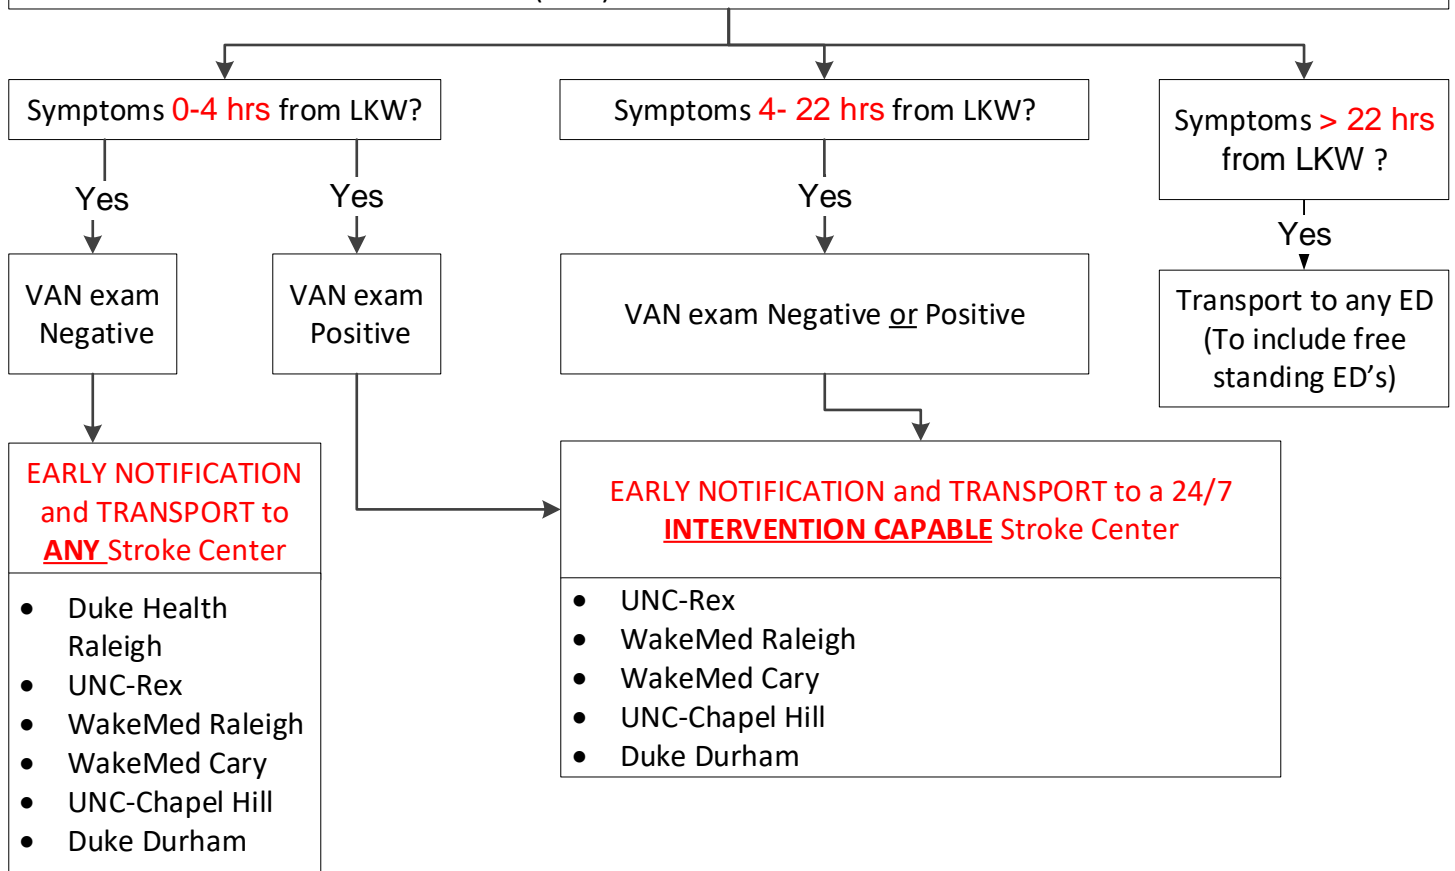 Symptoms 0-4 hrs from LKW?
Symptoms 4- 22 hrs from LKW?
Symptoms > 22 hrs
from LKW ?
Yes
Yes
Yes
Yes
VAN exam
Negative
VAN exam
Positive
VAN exam Negative or Positive
Transport to any ED
(To include free
standing ED’s)
EARLY NOTIFICATION
and TRANSPORT to
ANY Stroke Center
• Duke Health
Raleigh
• UNC-Rex
• WakeMed Raleigh
• WakeMed Cary
• UNC-Chapel Hill
• Duke Durham
EARLY NOTIFICATION and TRANSPORT to a 24/7
INTERVENTION CAPABLE Stroke Center
• UNC-Rex
• WakeMed Raleigh
• WakeMed Cary
• UNC-Chapel Hill
• Duke Durham